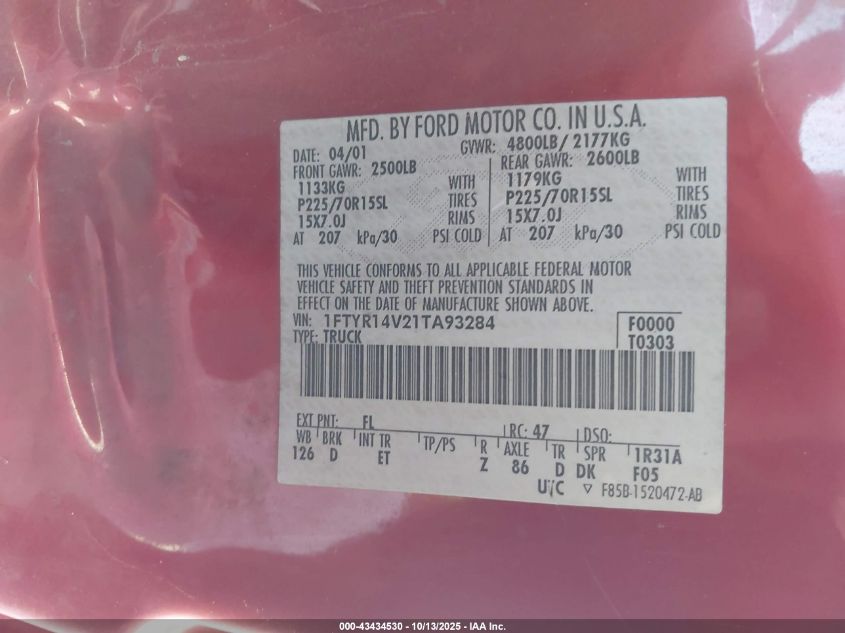 MFD. BY FORD MOTOR CO. IN U.S.A.
DATE: 04/01 GVWR: 4800LB/ 2177KG
FRONT GAWR: 2500LB REAR GAWR: 2600LB
1133KG WITH 1179KG WITH
P225/70R15SL TIRES P225/70R15SL TIRES
15X7.0J RIMS 15X7.0J RIMS
AT 207 kPa/30 PSI COLD AT 207 kPa/30 PSI COLD
THIS VEHICLE CONFORMS TO ALL APPLICABLE FEDERAL MOTOR
VEHICLE SAFETY AND THEFT PREVENTION STANDARDS IN
EFFECT ON THE DATE OF MANUFACTURE SHOWN ABOVE.
VIN: 1FTYR14V21TA93284 F0000
TYPE: TRUCK T0303
EXT PNT: FL RC: 47 DSO:
WB BRK INT TR TP/PS R AXLE TR SPR 1R31A
126 D ET Z 86 D DK F05
U/C ▽ F85B-1520472-AB
000-43434530 - 10/13/2025 - IAA Inc.